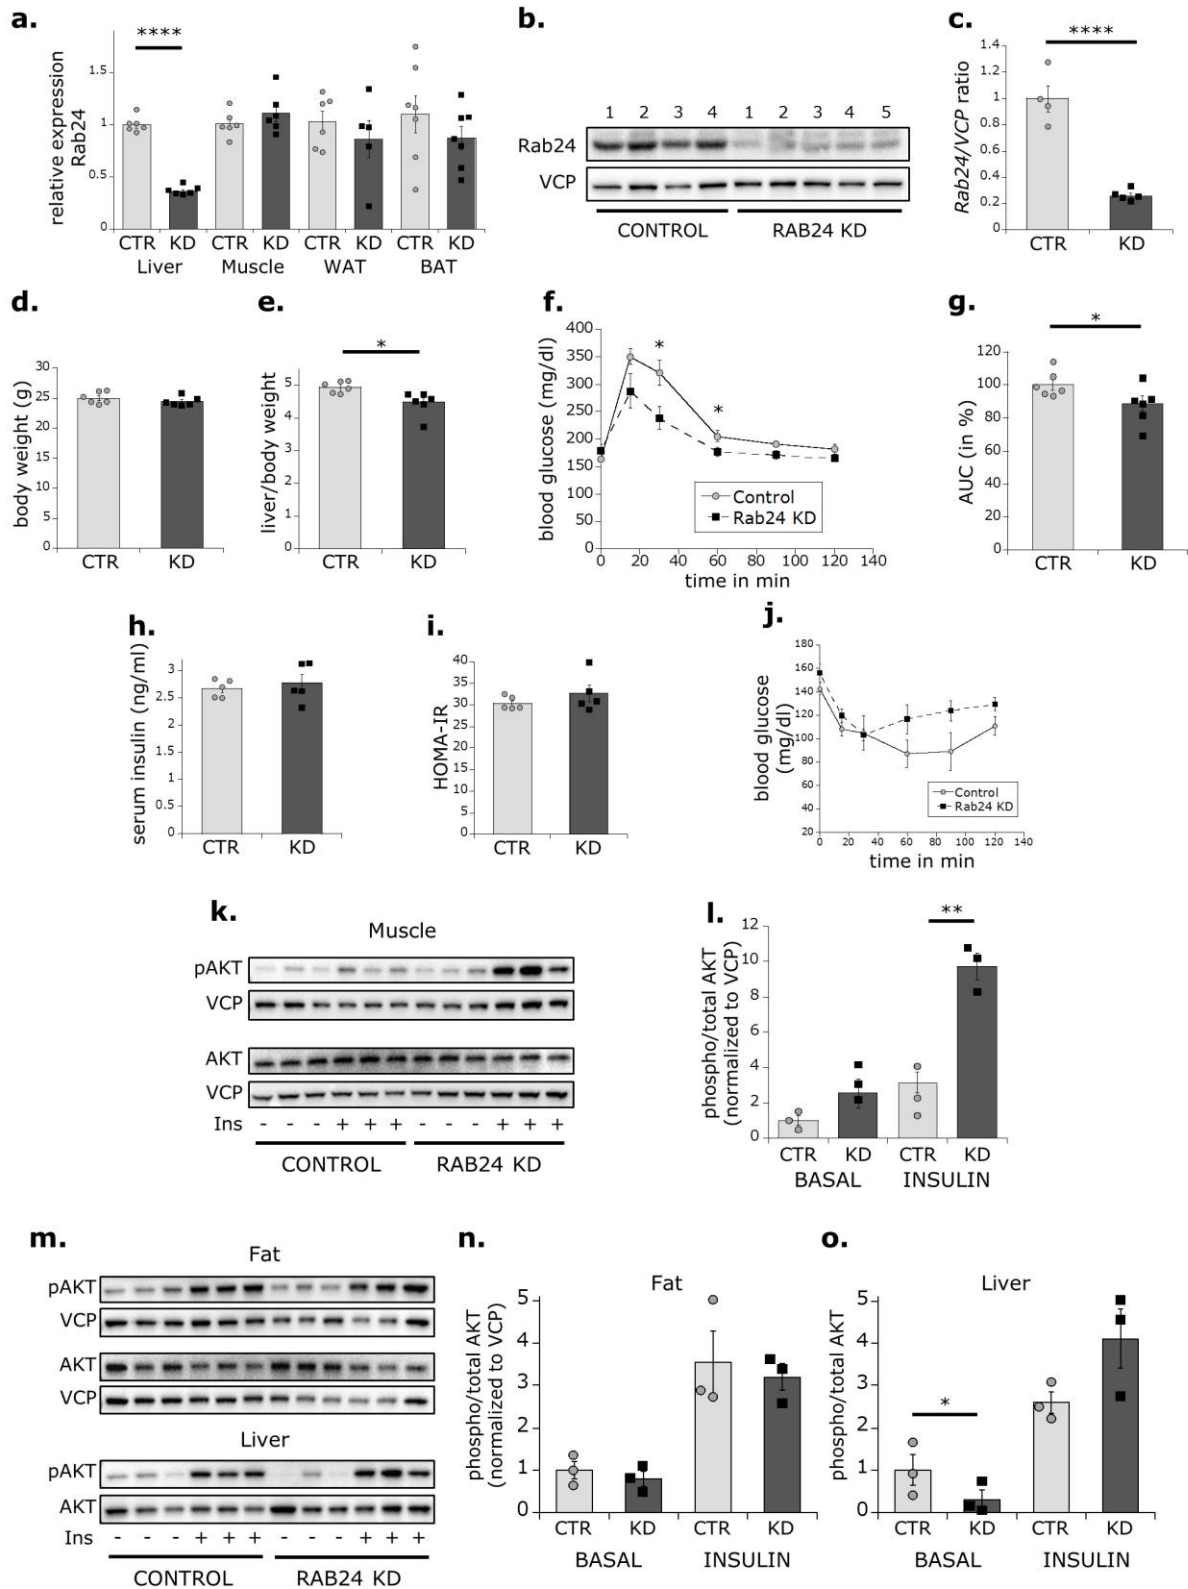 a.
****
relative expression
Rab24
1.5
1
0.5
0
CTR KD CTR KD CTR KD CTR KD
Liver Muscle WAT BAT
b.
1 2 3 4 1 2 3 4 5
Rab24
VCP
CONTROL RAB24 KD
c.
****
Rab24/VCP ratio
1.4
1.2
1
0.8
0.6
0.4
0.2
0
CTR KD
d.
body weight (g)
30
25
20
15
10
5
0
CTR KD
e.
*
liver/body weight
5
4
3
2
1
0
CTR KD
f.
blood glucose (mg/dl)
400
350
300
250
200
150
100
50
0
*
*
Control
Rab24 KD
0 20 40 60 80 100 120 140
time in min
g.
*
AUC (in %)
120
100
80
60
40
20
0
CTR KD
h.
serum insulin (ng/ml)
3
2.5
2
1.5
1
0.5
0
CTR KD
i.
HOMA-IR
40
35
30
25
20
15
10
5
0
CTR KD
j.
blood glucose
(mg/dl)
180
160
140
120
100
80
60
40
20
Control
Rab24 KD
0 20 40 60 80 100 120 140
time in min
k.
Muscle
pAKT
VCP
AKT
VCP
Ins - - - + + + - - - + + +
CONTROL RAB24 KD
l.
**
phospho/total AKT
(normalized to VCP)
12
10
8
6
4
2
0
CTR KD CTR KD
BASAL INSULIN
m.
Fat
pAKT
VCP
AKT
VCP
Liver
pAKT
AKT
Ins - - - + + + - - - + + +
CONTROL RAB24 KD
n.
Fat
phospho/total AKT
(normalized to VCP)
5
4
3
2
1
0
CTR KD CTR KD
BASAL INSULIN
o.
Liver
phospho/total AKT
5
4
3
2
1
0
*
CTR KD CTR KD
BASAL INSULIN